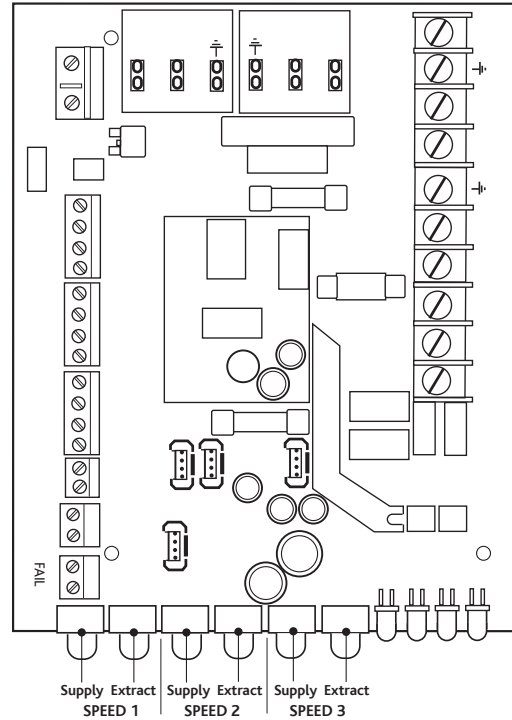 FAIL
Supply Extract Supply Extract Supply Extract
SPEED 1 SPEED 2 SPEED 3